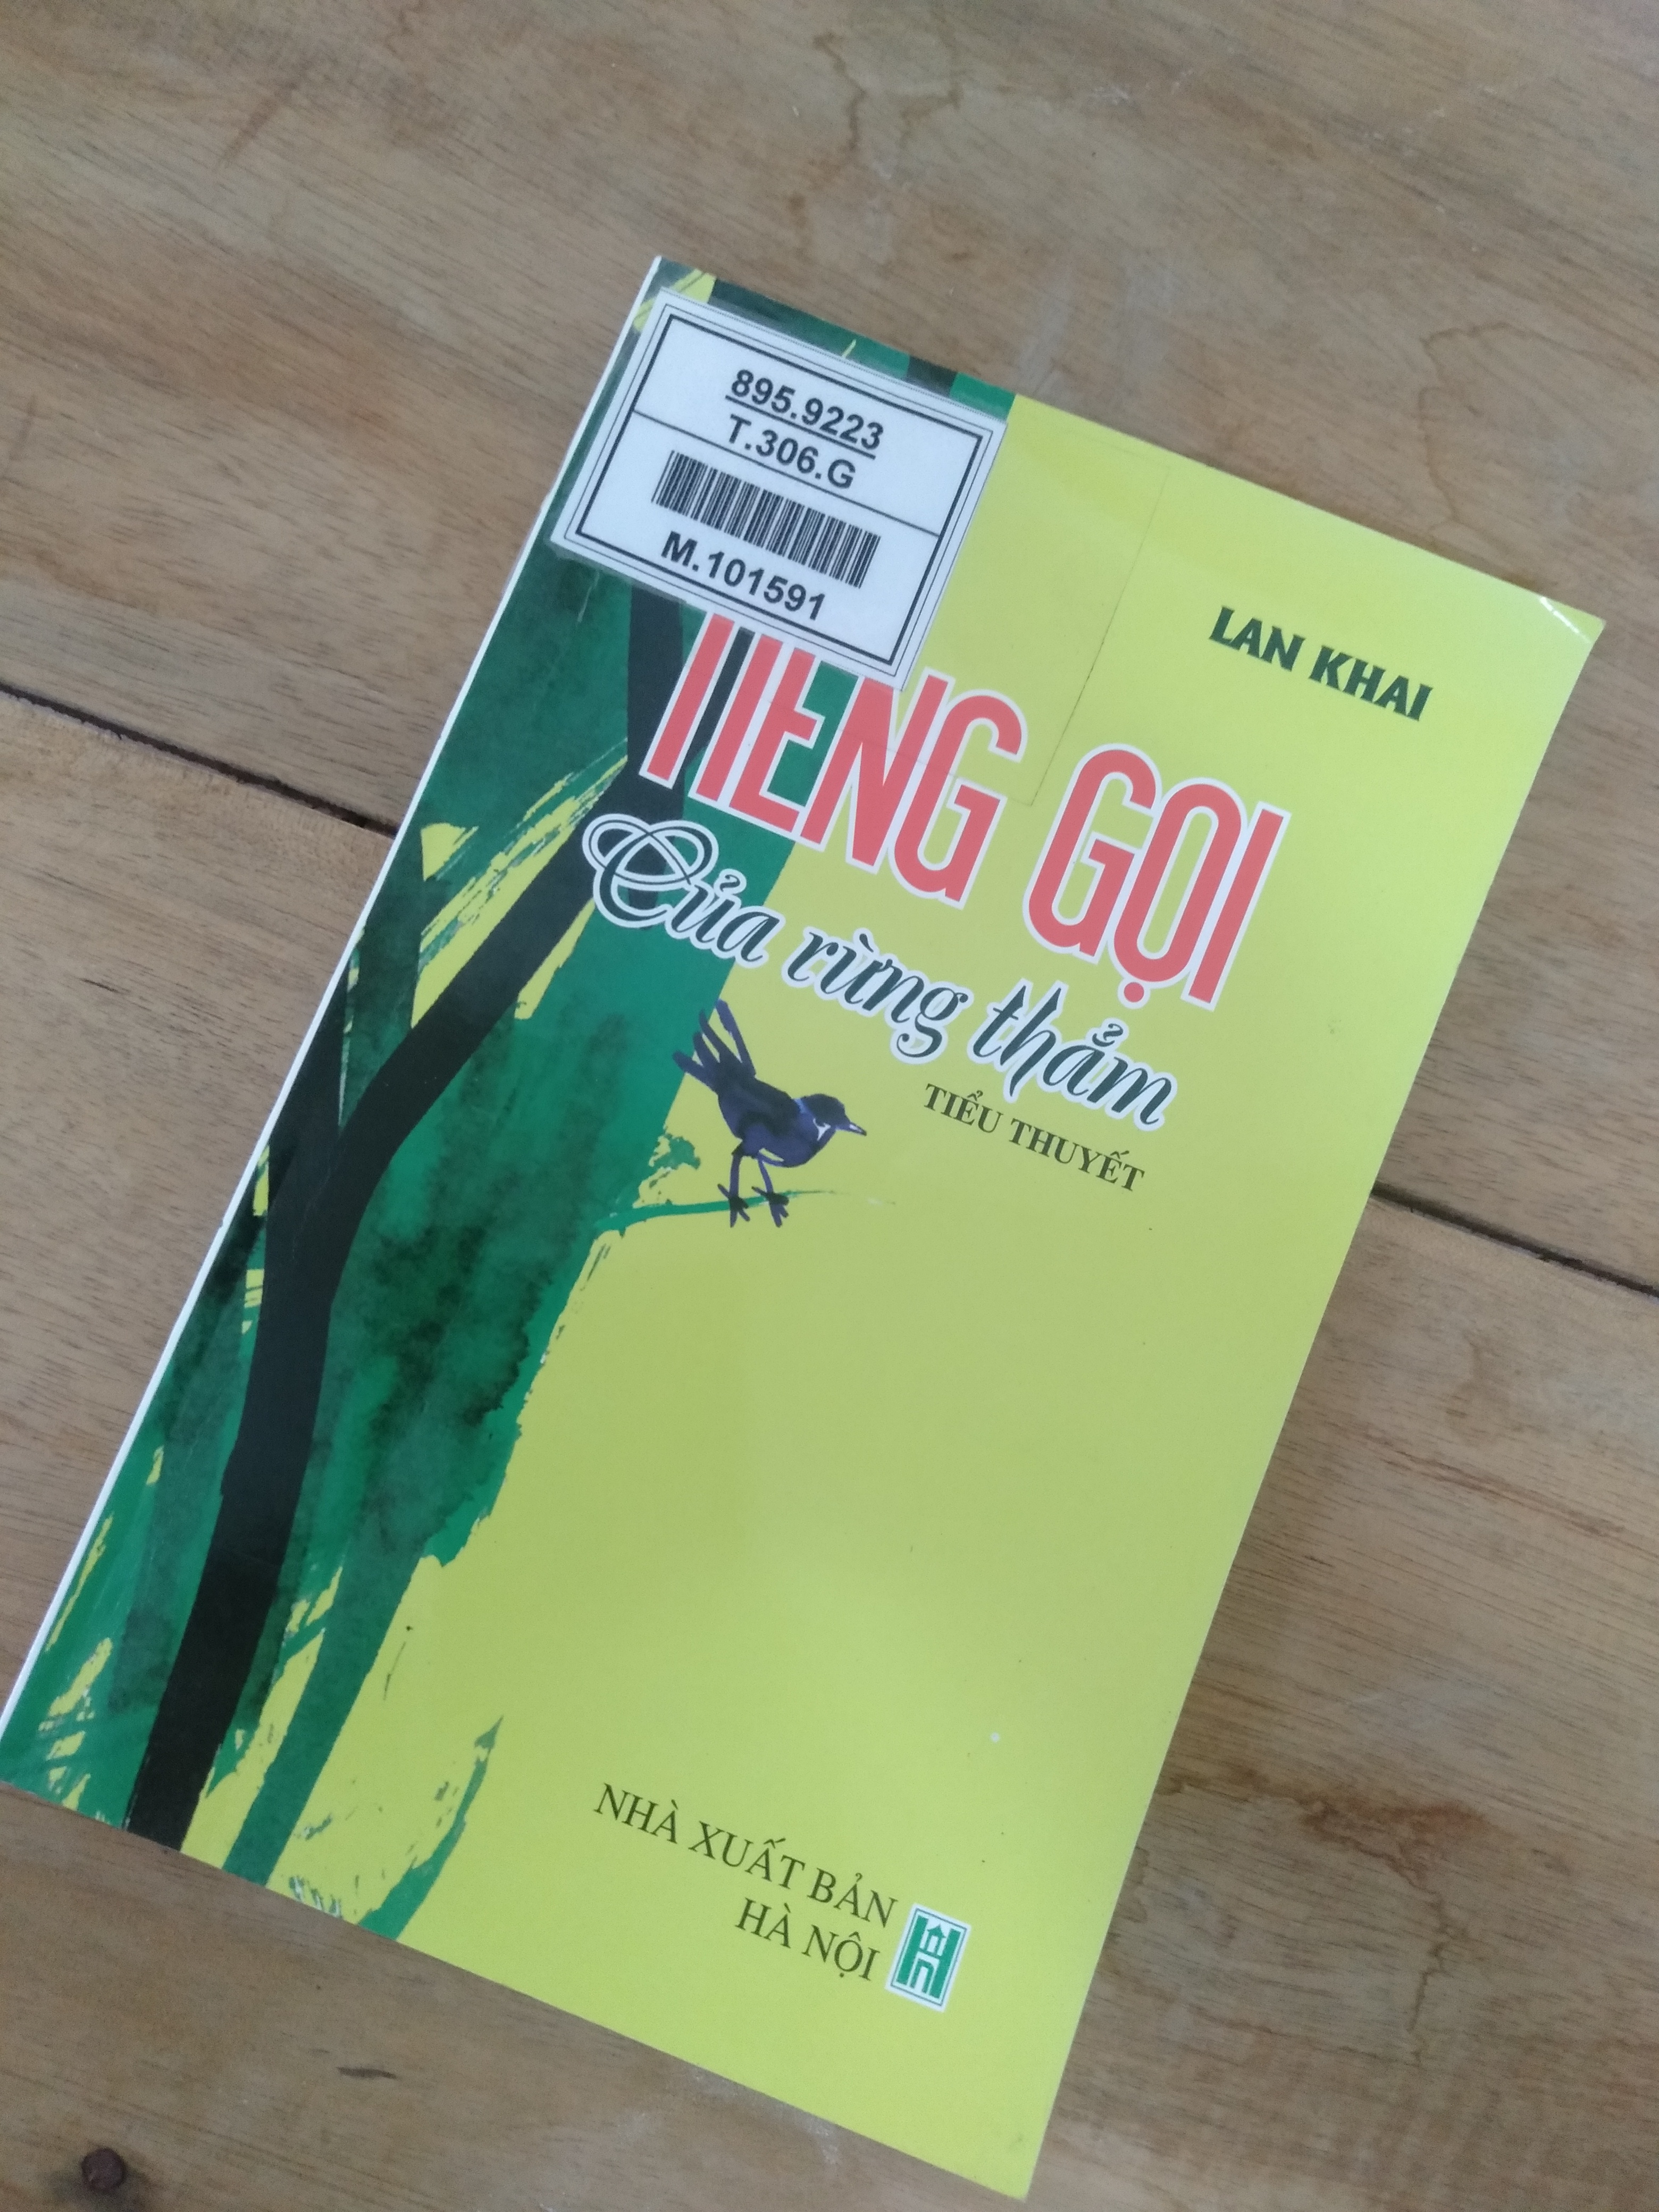 895.9223
T.306.G
M.101591
LAN KHAI
TIẾNG GỌI
Của rừng thẳm
TIỂU THUYẾT
NHÀ XUẤT BẢN
HÀ NỘI